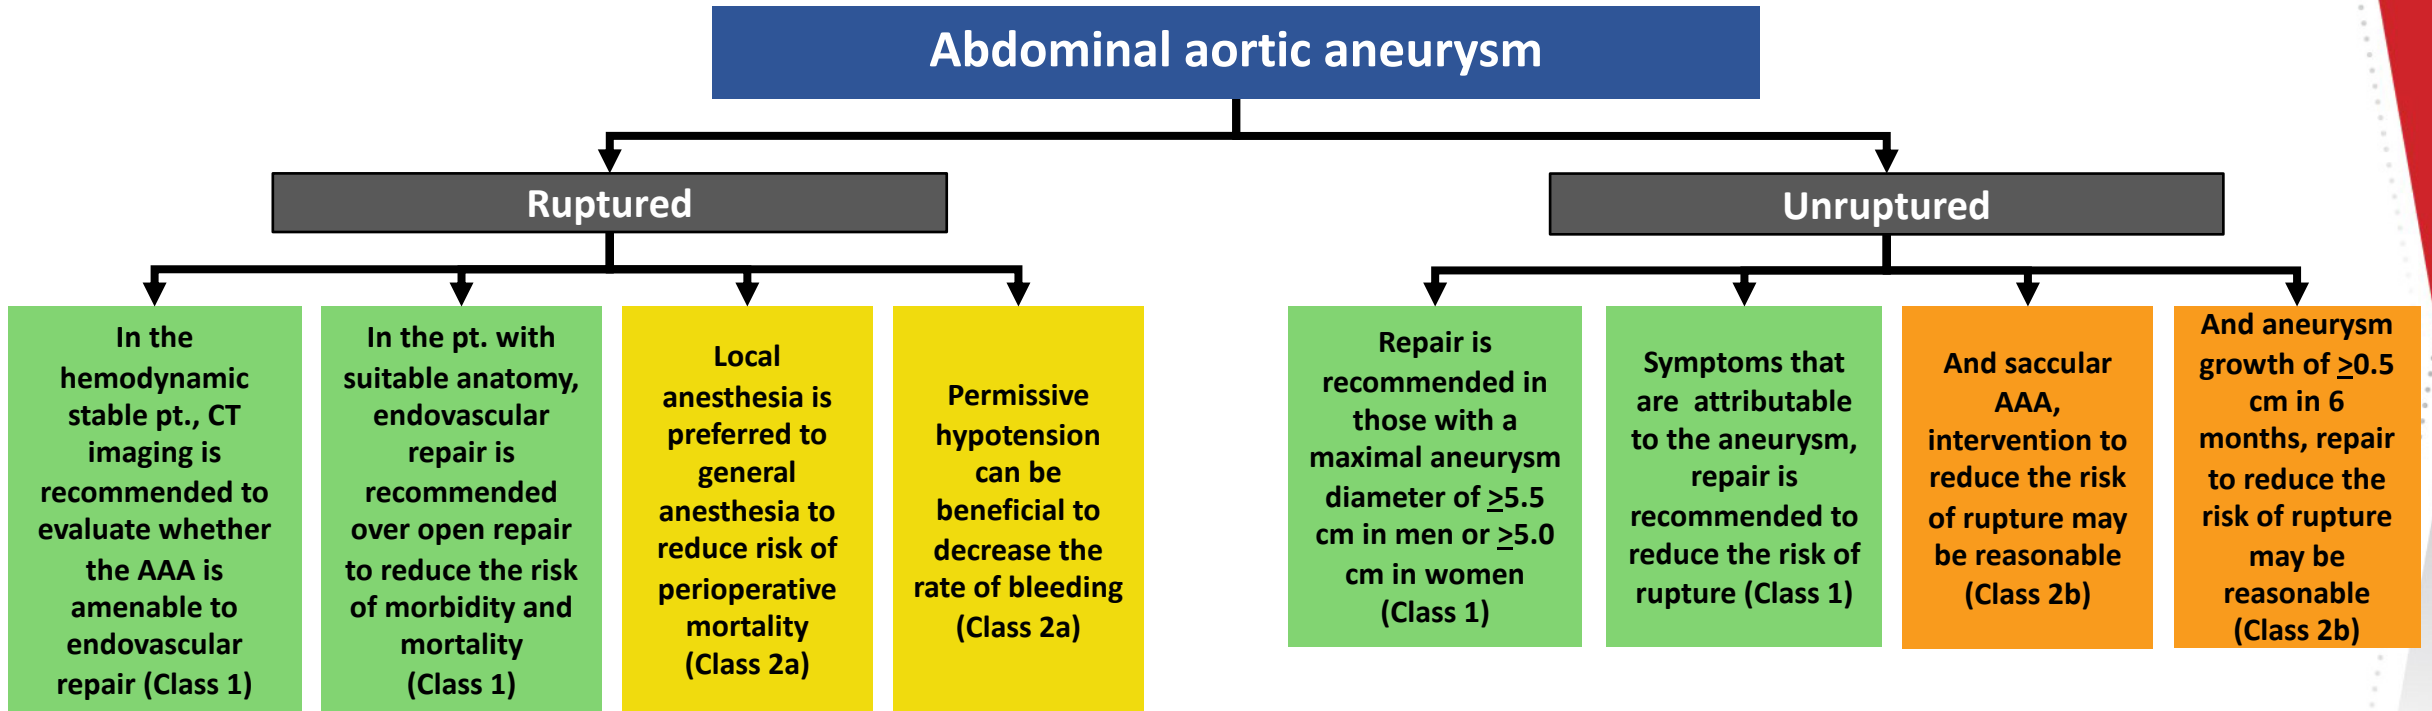 Abdominal aortic aneurysm
Ruptured
Unruptured
In the
hemodynamic
stable pt., CT
imaging is
recommended to
evaluate whether
the AAA is
amenable to
endovascular
repair (Class 1)
In the pt. with
suitable anatomy,
endovascular
repair is
recommended
over open repair
to reduce the risk
of morbidity and
mortality
(Class 1)
Local
anesthesia is
preferred to
general
anesthesia to
reduce risk of
perioperative
mortality
(Class 2a)
Permissive
hypotension
can be
beneficial to
decrease the
rate of bleeding
(Class 2a)
Repair is
recommended in
those with a
maximal aneurysm
diameter of ≥5.5
cm in men or ≥5.0
cm in women
(Class 1)
Symptoms that
are attributable
to the aneurysm,
repair is
recommended to
reduce the risk of
rupture (Class 1)
And saccular
AAA,
intervention to
reduce the risk
of rupture may
be reasonable
(Class 2b)
And aneurysm
growth of ≥0.5
cm in 6
months, repair
to reduce the
risk of rupture
may be
reasonable
(Class 2b)